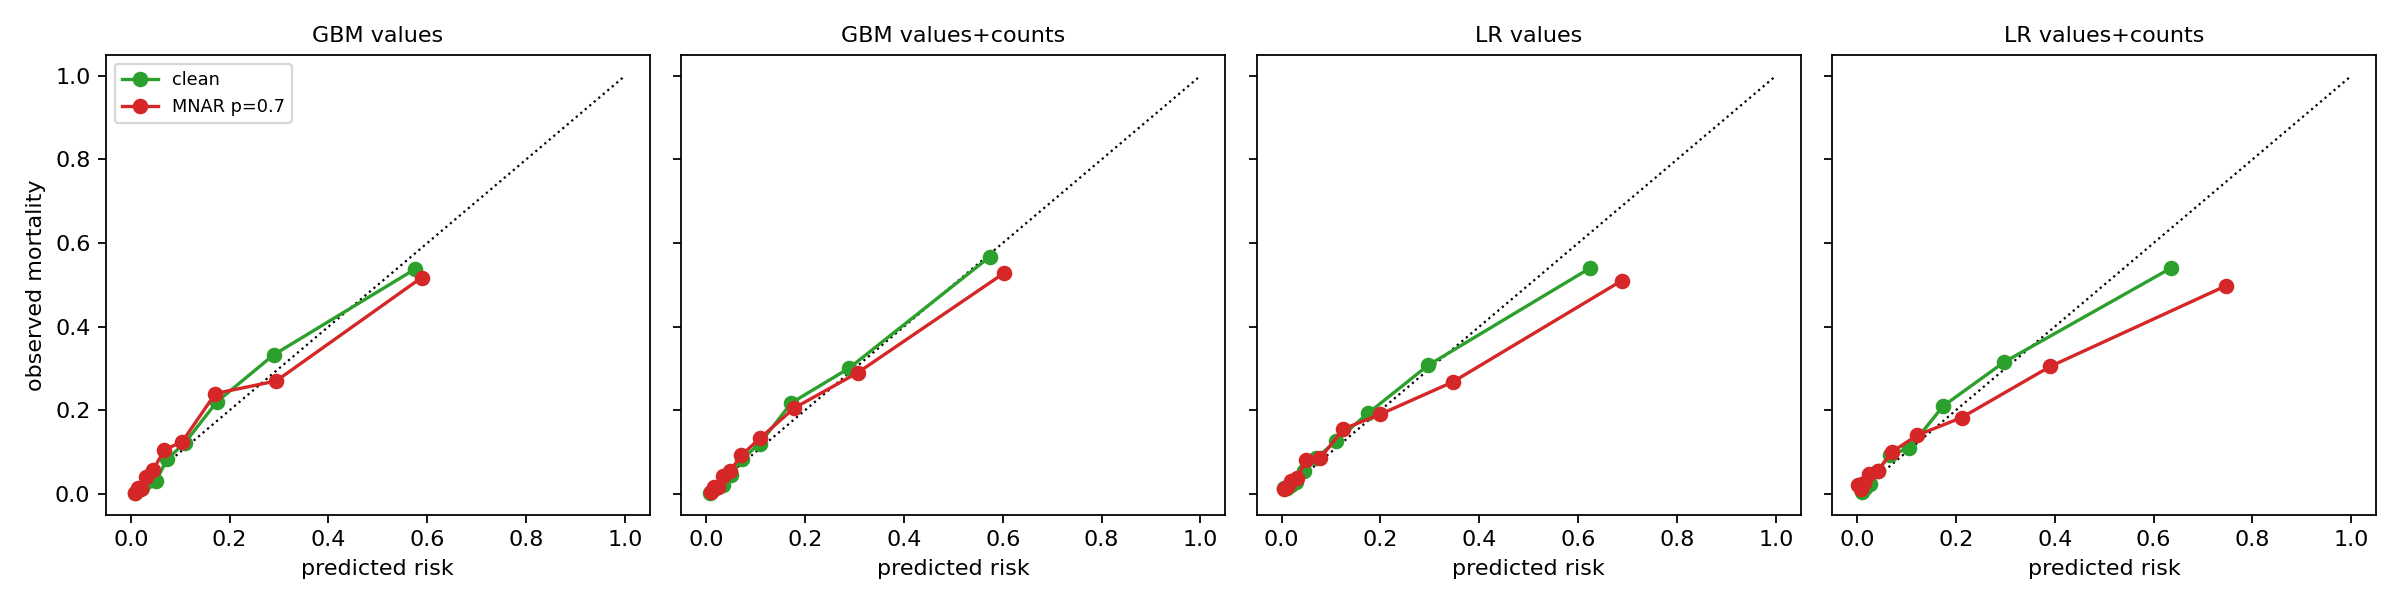 GBM values
GBM values+counts
LR values
LR values+counts
clean
MNAR p=0.7
observed mortality
1.0
0.8
0.6
0.4
0.2
0.0
0.0 0.2 0.4 0.6 0.8 1.0
0.0 0.2 0.4 0.6 0.8 1.0
0.0 0.2 0.4 0.6 0.8 1.0
0.0 0.2 0.4 0.6 0.8 1.0
predicted risk
predicted risk
predicted risk
predicted risk